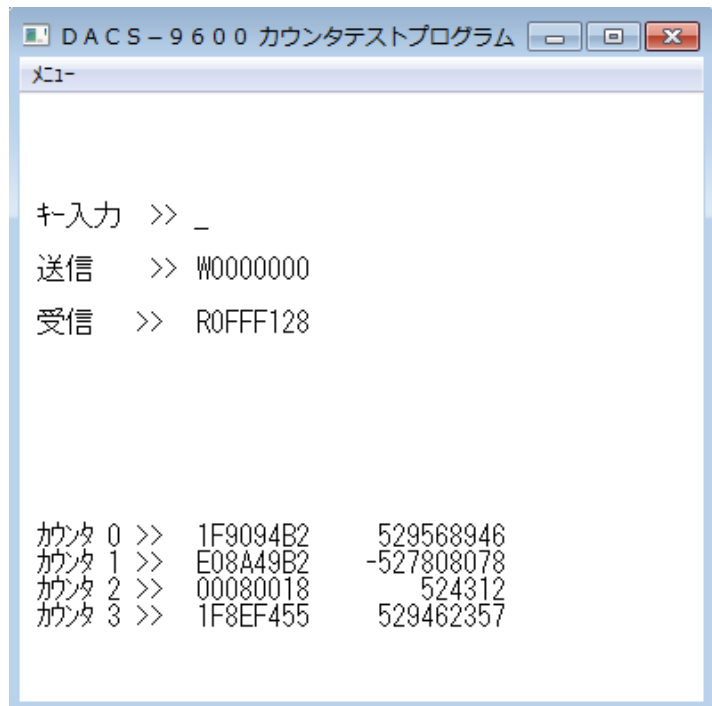 DACS-9600 カウンタテストプログラム
ﾒﾆｭｰ
ｷｰ入力 >> _
送信 >> W0000000
受信 >> R0FFF128
ｶｳﾝﾀ 0 >> 1F9094B2 529568946
ｶｳﾝﾀ 1 >> E08A49B2 -527808078
ｶｳﾝﾀ 2 >> 00080018 524312
ｶｳﾝﾀ 3 >> 1F8EF455 529462357